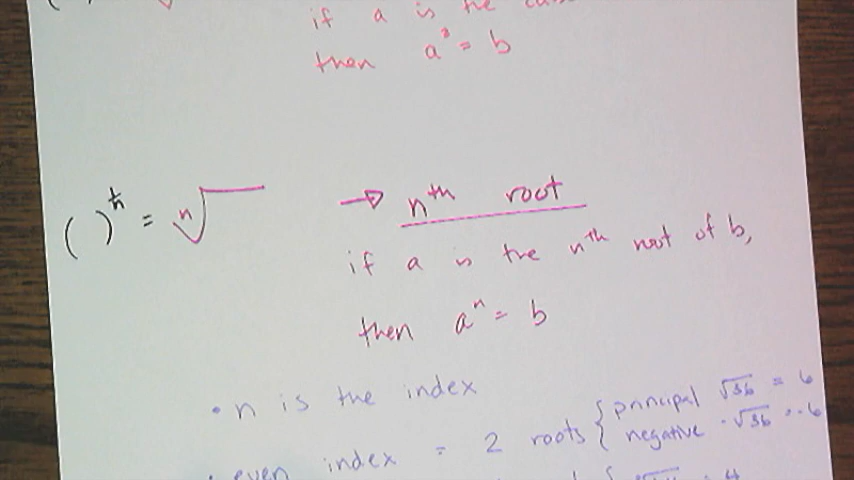 if a is the
then a³ = b
( )^(1/n) = ⁿ√ → nth root
if a is the nth root of b,
then aⁿ = b
• n is the index
even index = 2 roots { principal √36 = 6
negative -√36 = -6